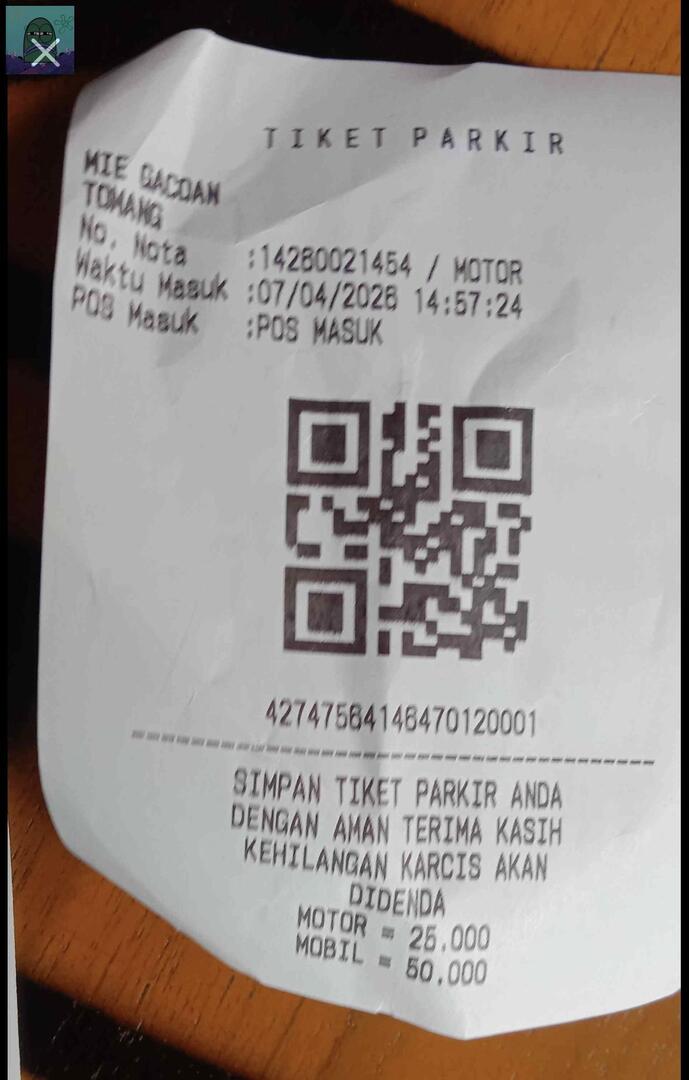 TIKET PARKIR
MIE GACOAN
TOMANG
No. Nota :14280021454 / MOTOR
Waktu Masuk :07/04/2026 14:57:24
POS Masuk :POS MASUK
42747564146470120001
SIMPAN TIKET PARKIR ANDA
DENGAN AMAN TERIMA KASIH
KEHILANGAN KARCIS AKAN
DIDENDA
MOTOR = 25.000
MOBIL = 50.000